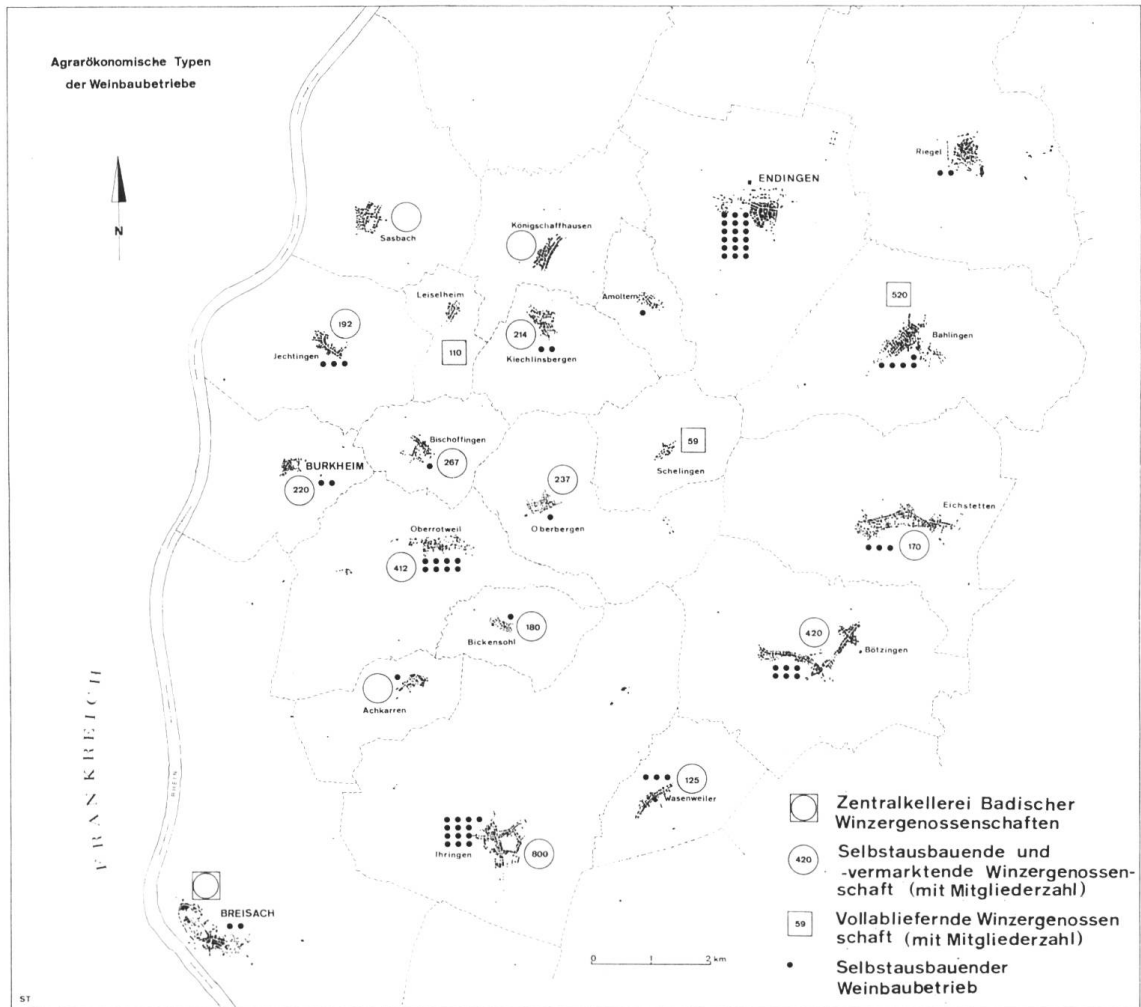 Agrarökonomische Typen
der Weinbaubetriebe
N
Riegel
ENDINGEN
Sasbach
Königschaffhausen
Leiselheim
Amoltern
520
Bahlingen
192
214
Jechtingen
110
Kiechlinsbergen
Bischoffingen
59
BURKHEIM
267
Schelingen
220
237
Oberbergen
Eichstetten
Oberrotweil
170
412
180
Bickensohl
420
Bötzingen
Achkarren
FRANKREICH
RHEIN
125
Wasenweiler
Ihringen
800
BREISACH
Zentralkellerei Badischer
Winzergenossenschaften
420
Selbstausbauende und
-vermarktende Winzergenossen-
schaft (mit Mitgliederzahl)
59
Vollabliefernde Winzergenossen
schaft (mit Mitgliederzahl)
Selbstausbauender
Weinbaubetrieb
0 1 2 km
ST